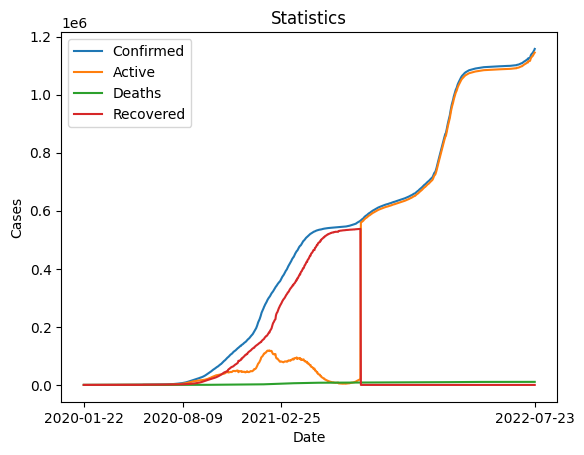 Statistics
1e6
Confirmed
Active
Deaths
Recovered
1.2
1.0
0.8
0.6
0.4
0.2
0.0
Cases
2020-01-22 2020-08-09 2021-02-25 2022-07-23
Date